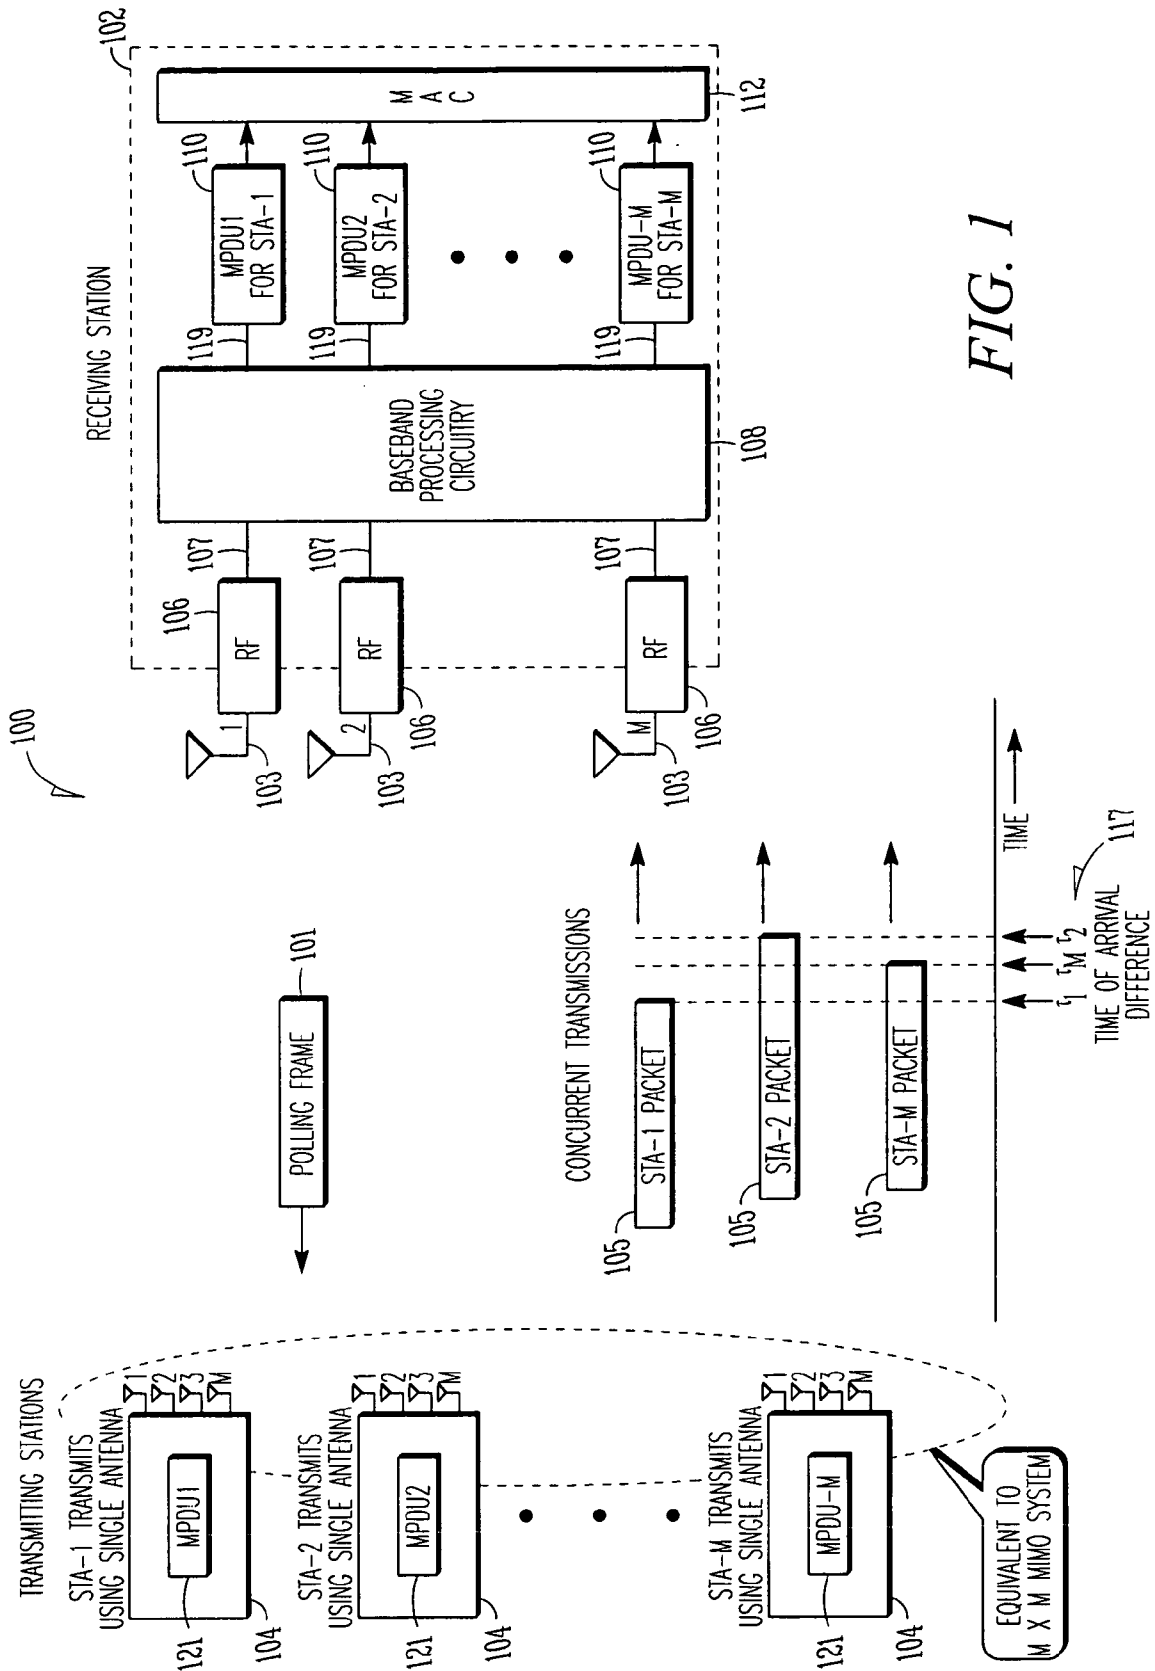 100
TRANSMITTING STATIONS
STA-1 TRANSMITS
USING SINGLE ANTENNA
MPDU1
1
2
3
M
121
104
STA-2 TRANSMITS
USING SINGLE ANTENNA
MPDU2
1
2
3
M
121
104
STA-M TRANSMITS
USING SINGLE ANTENNA
MPDU-M
1
2
3
M
121
104
EQUIVALENT TO
M X M MIMO SYSTEM
101
POLLING FRAME
CONCURRENT TRANSMISSIONS
105
STA-1 PACKET
105
STA-2 PACKET
105
STA-M PACKET
TIME
τ1 τM τ2
TIME OF ARRIVAL
DIFFERENCE
117
RECEIVING STATION
102
103
1
RF
106
107
103
2
RF
106
107
103
M
RF
106
107
BASEBAND
PROCESSING
CIRCUITRY
108
119
MPDU1
FOR STA-1
110
119
MPDU2
FOR STA-2
110
119
MPDU-M
FOR STA-M
110
M
A
C
112
FIG. 1